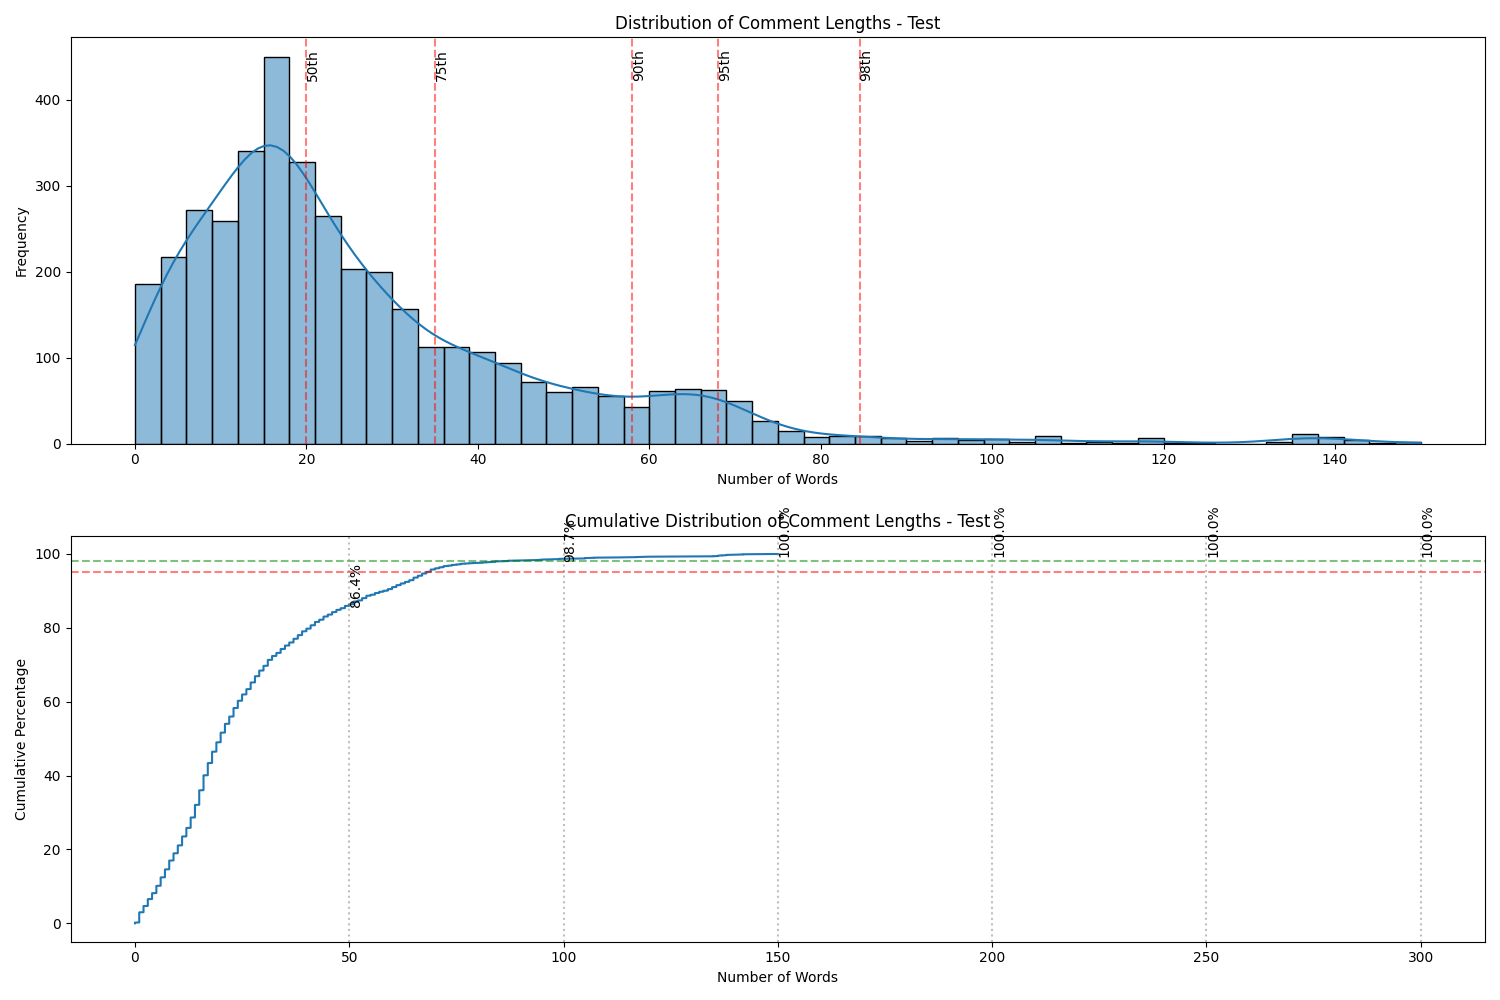 Distribution of Comment Lengths - Test
50th
75th
90th
95th
98th
400
300
200
100
0
Frequency
0 20 40 60 80 100 120 140
Number of Words
Cumulative Distribution of Comment Lengths - Test
86.4%
98.7%
100.0%
100.0%
100.0%
100.0%
100
80
60
40
20
0
Cumulative Percentage
0 50 100 150 200 250 300
Number of Words